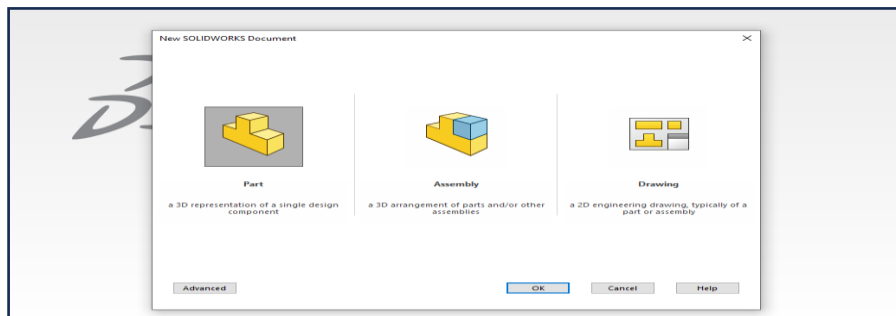 New SOLIDWORKS Document
Part
Assembly
Drawing
a 3D representation of a single design
component
a 3D arrangement of parts and/or other
assemblies
a 2D engineering drawing, typically of a
part or assembly
Advanced
OK
Cancel
Help